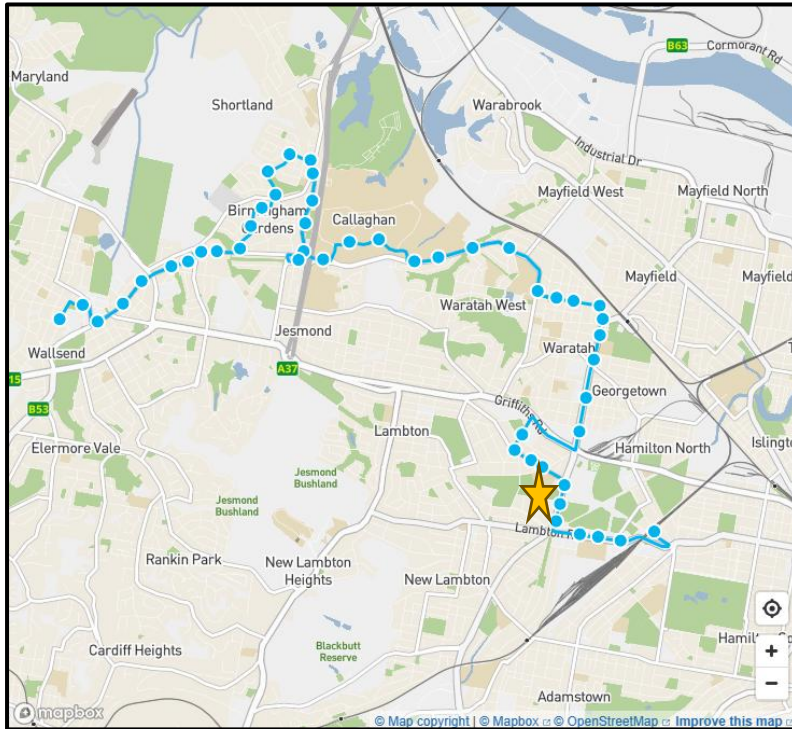 B63
Cormorant Rd
Maryland
Shortland
Warabrook
Industrial Dr
Mayfield West
Mayfield North
Birmingham
Gardens
Callaghan
Mayfield
Mayfield
Waratah West
Jesmond
Waratah
Wallsend
A37
15
Georgetown
B53
Griffiths Rd
Lambton
Hamilton North
Islingto
Elermore Vale
Jesmond
Bushland
Jesmond
Bushland
Lambton R
Rankin Park
New Lambton
Heights
New Lambton
Blackbutt
Reserve
Cardiff Heights
Hamilton So
Adamstown
+
−
mapbox
© Map copyright | © Mapbox © OpenStreetMap Improve this map